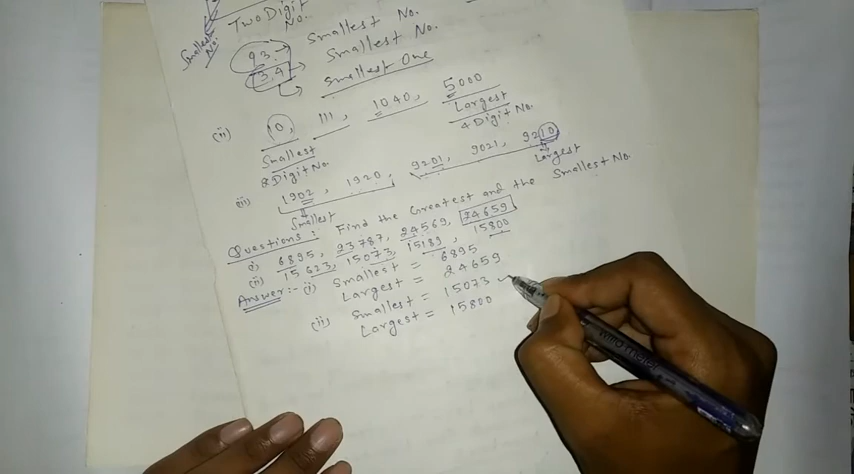 Smallest No.
Two Digit No.
93 → Smallest No.
Smallest No.
Smallest One
(ii) 10, 111, 1040, 5000
Smallest
2 Digit No.
Largest
4 Digit No.
(iii) 1902, 1920, 9201, 9021, 9210
Smallest
Largest
Questions: Find the Greatest and the Smallest No.
i) 6895, 23787, 24569, 24659
(ii) 15623, 15073, 15189, 15800
Answer:- (i) Smallest = 6895
Largest = 24659
(ii) Smallest = 15073
Largest = 15800